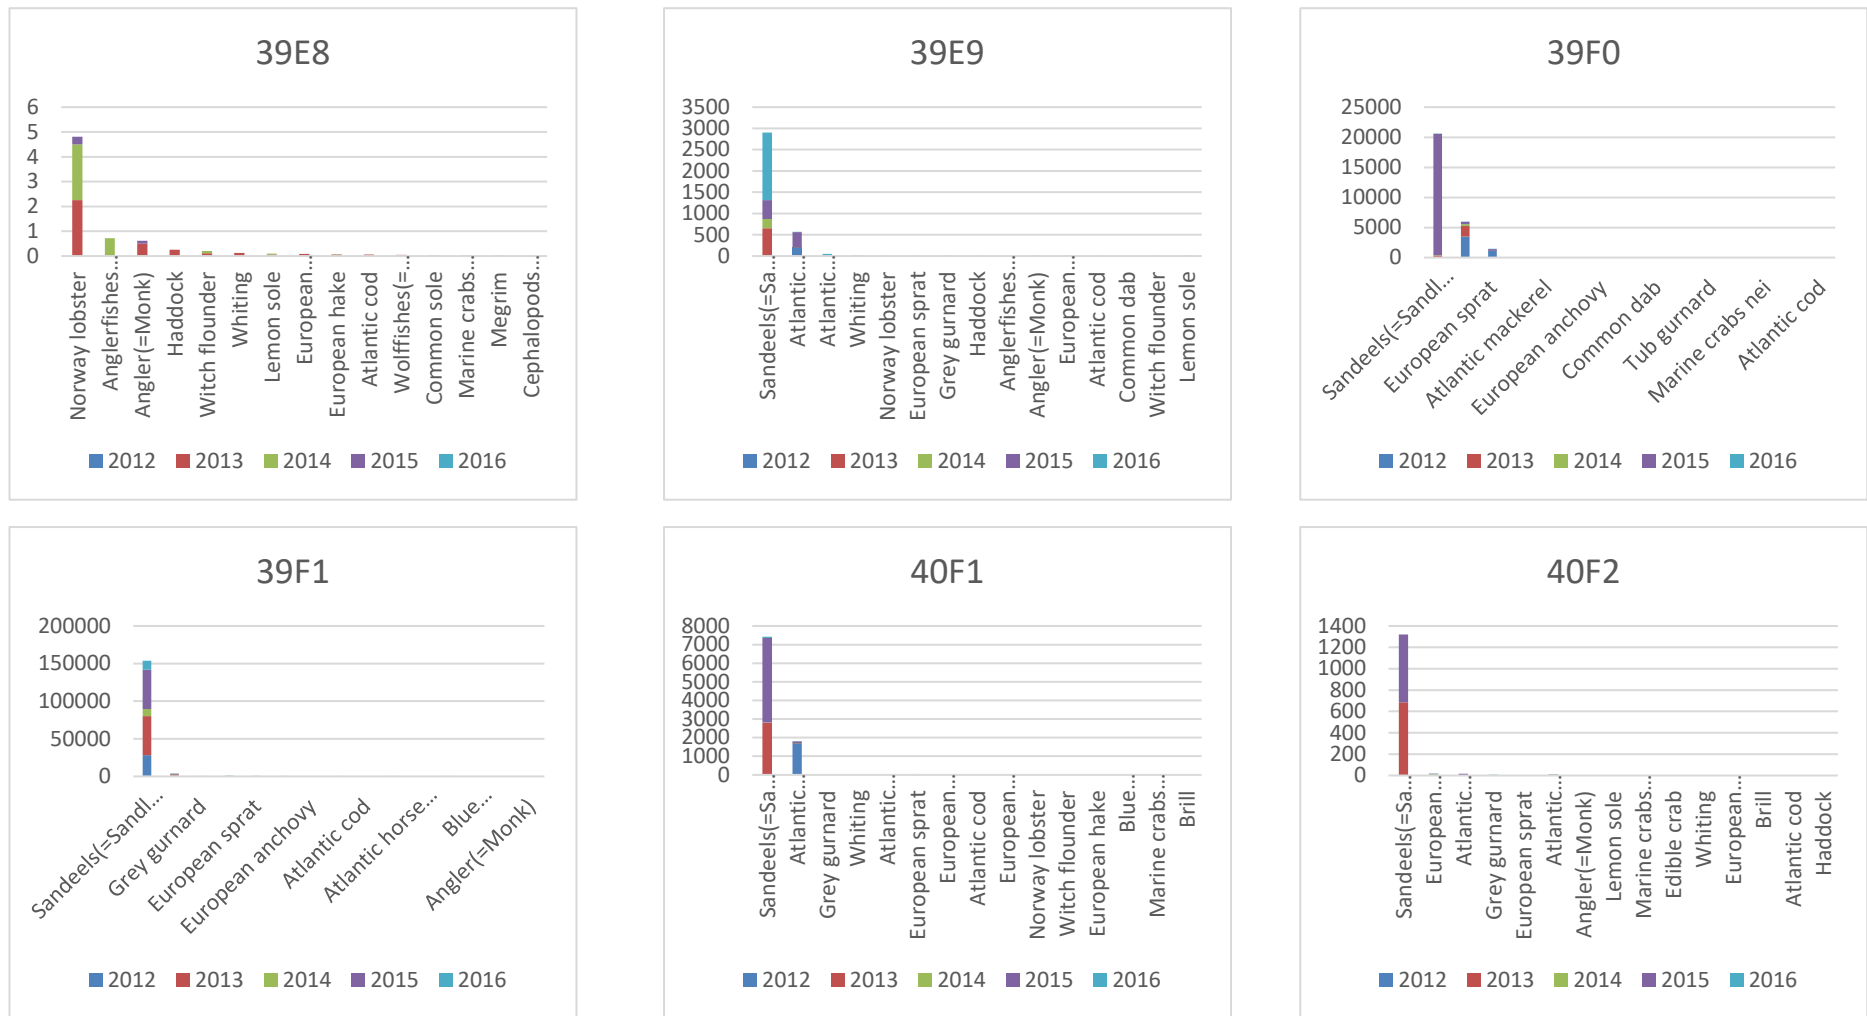 39E8
6
5
4
3
2
1
0
Norway lobster
Anglerfishes…
Angler(=Monk)
Haddock
Witch flounder
Whiting
Lemon sole
European…
European hake
Atlantic cod
Wolffishes(=…
Common sole
Marine crabs…
Megrim
Cephalopods…
2012 2013 2014 2015 2016
39E9
3500
3000
2500
2000
1500
1000
500
0
Sandeels(=Sa…
Atlantic…
Atlantic…
Whiting
Norway lobster
European sprat
Grey gurnard
Haddock
Anglerfishes…
Angler(=Monk)
European…
Atlantic cod
Common dab
Witch flounder
Lemon sole
2012 2013 2014 2015 2016
39F0
25000
20000
15000
10000
5000
0
Sandeels(=Sandl…
European sprat
Atlantic mackerel
European anchovy
Common dab
Tub gurnard
Marine crabs nei
Atlantic cod
2012 2013 2014 2015 2016
39F1
200000
150000
100000
50000
0
Sandeels(=Sandl…
Grey gurnard
European sprat
European anchovy
Atlantic cod
Atlantic horse…
Blue…
Angler(=Monk)
2012 2013 2014 2015 2016
40F1
8000
7000
6000
5000
4000
3000
2000
1000
0
Sandeels(=Sa…
Atlantic…
Grey gurnard
Whiting
Atlantic…
European sprat
European…
Atlantic cod
European…
Norway lobster
Witch flounder
European hake
Blue…
Marine crabs…
Brill
2012 2013 2014 2015 2016
40F2
1400
1200
1000
800
600
400
200
0
Sandeels(=Sa…
European…
Atlantic…
Grey gurnard
European sprat
Atlantic…
Angler(=Monk)
Lemon sole
Marine crabs…
Edible crab
Whiting
European…
Brill
Atlantic cod
Haddock
2012 2013 2014 2015 2016